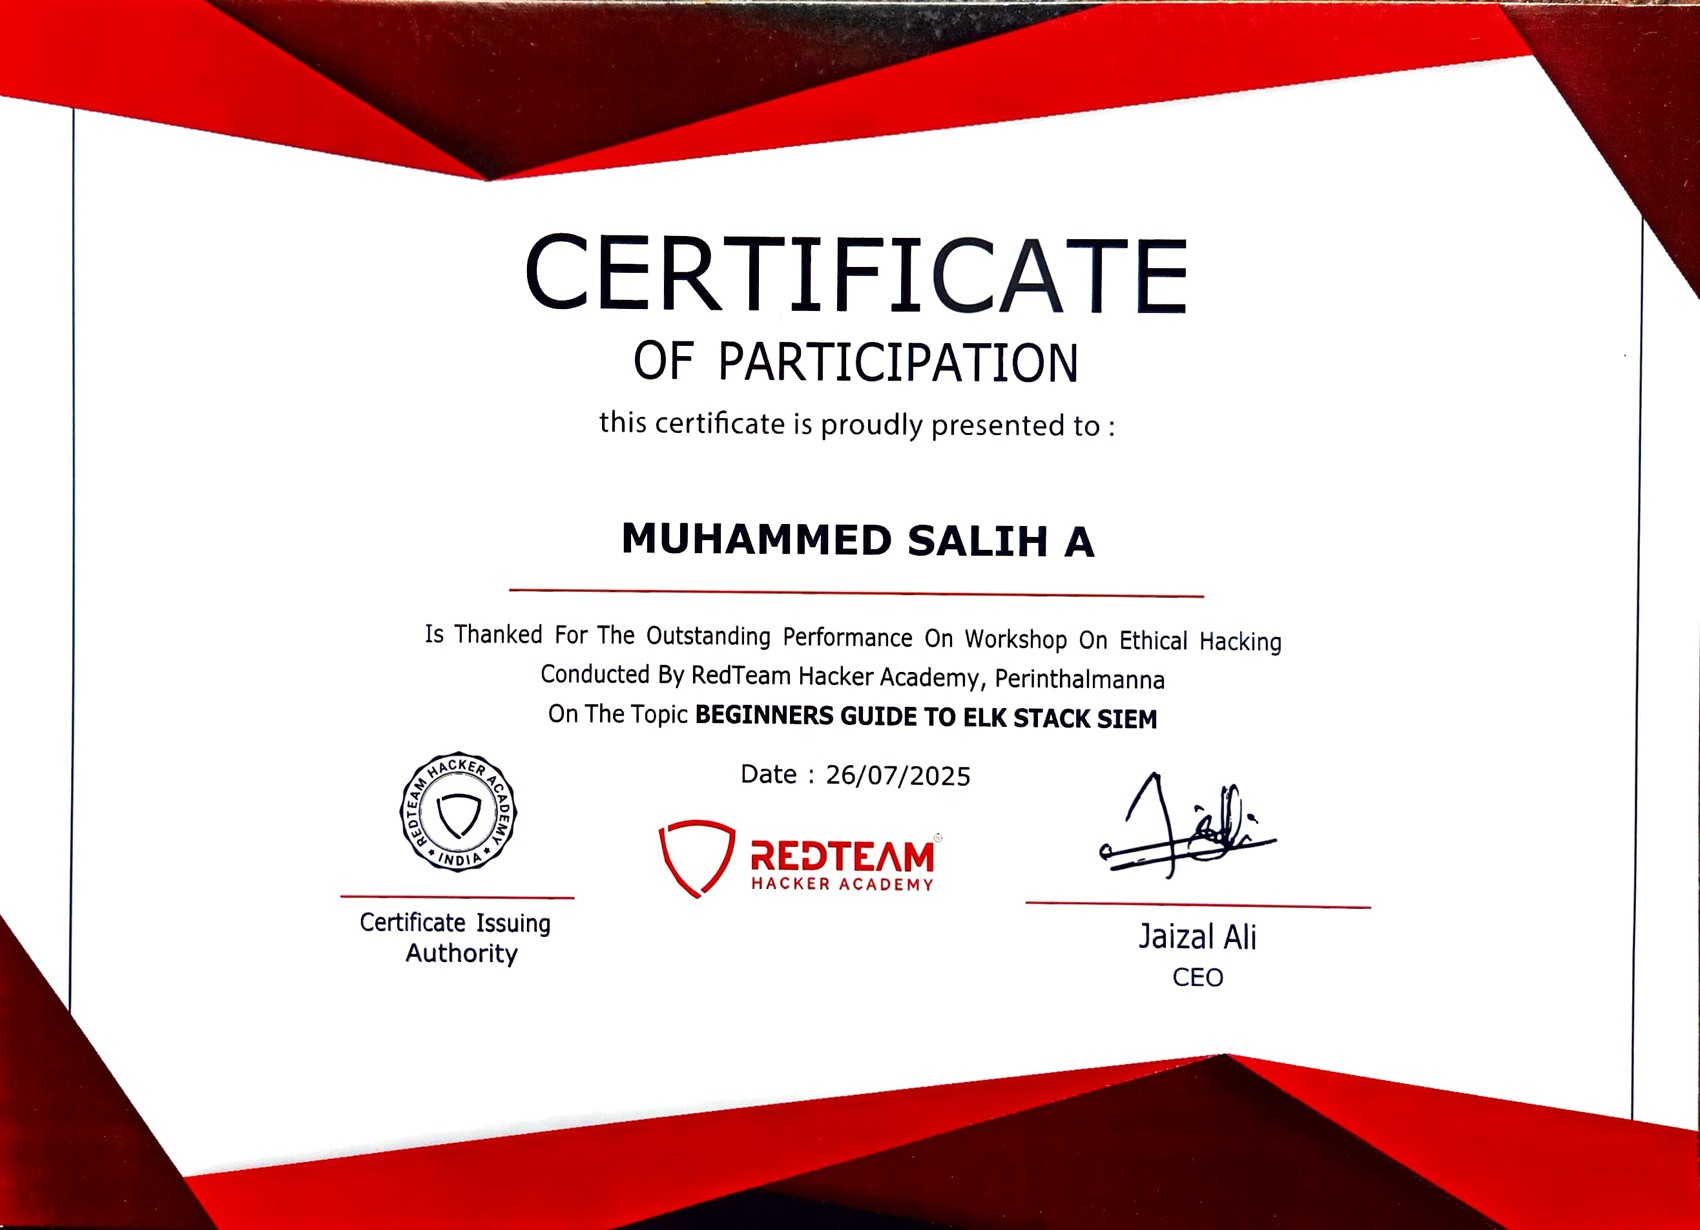 CERTIFICATE
OF PARTICIPATION
this certificate is proudly presented to :
MUHAMMED SALIH A
Is Thanked For The Outstanding Performance On Workshop On Ethical Hacking
Conducted By RedTeam Hacker Academy, Perinthalmanna
On The Topic BEGINNERS GUIDE TO ELK STACK SIEM
Date : 26/07/2025
REDTEAM HACKER ACADEMY
★ INDIA ★
REDTEAM®
HACKER ACADEMY
Certificate Issuing
Authority
Jaizal Ali
CEO